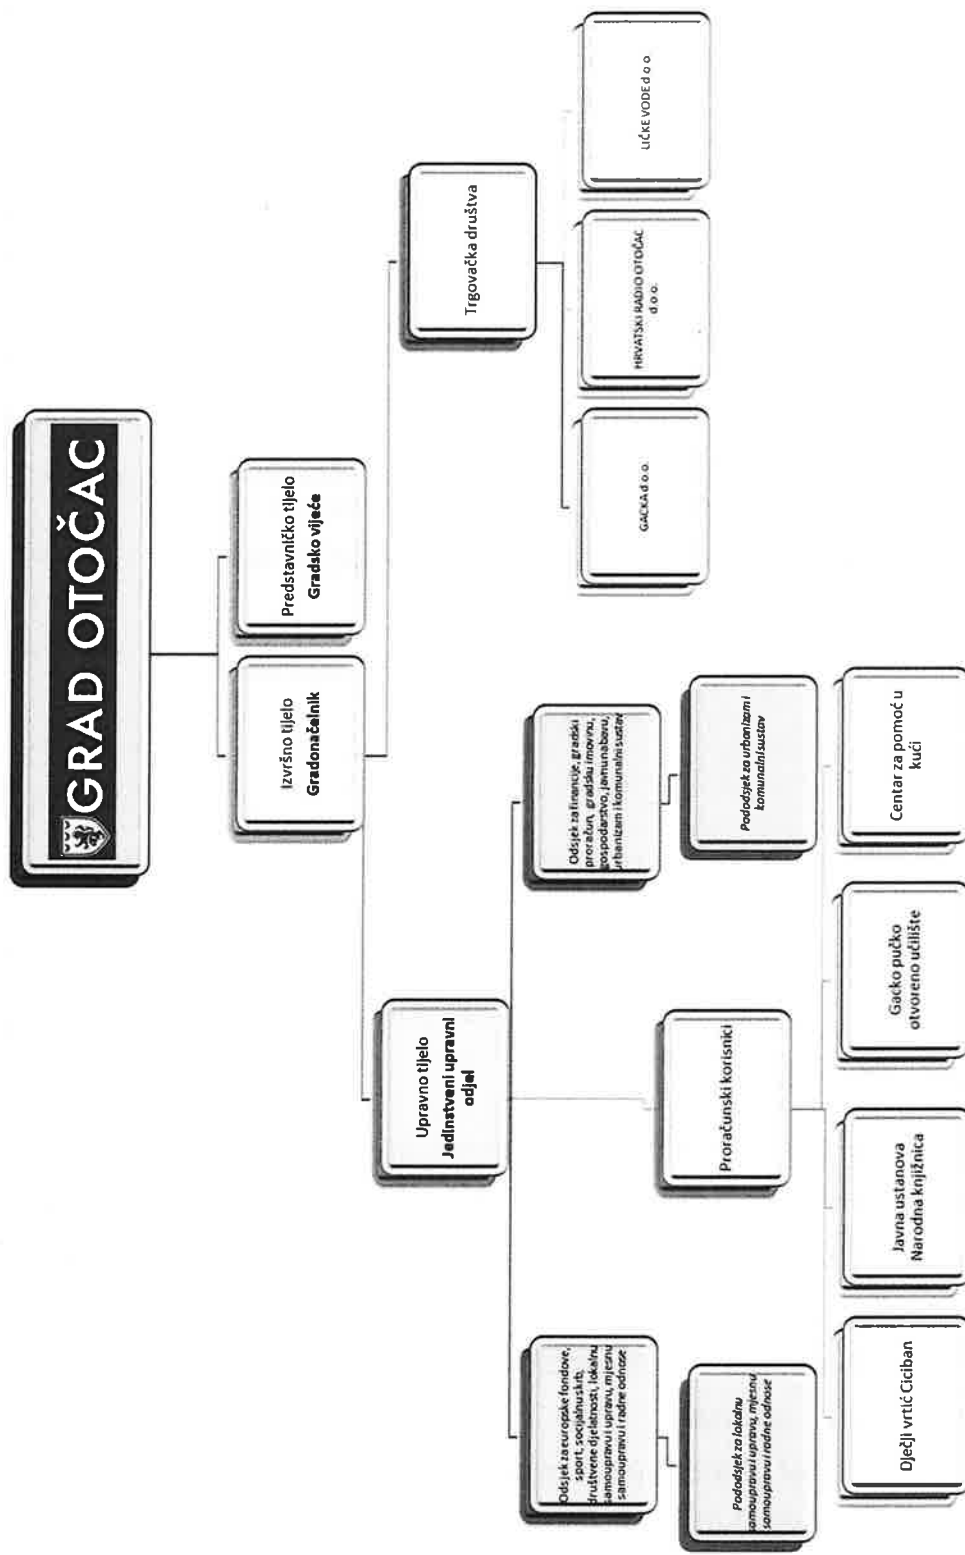 GRAD OTOČAC
Izvršno tijelo
Gradonačelnik
Predstavničko tijelo
Gradsko vijeće
Upravno tijelo
Jedinstveni upravni
odjel
Trgovačka društva
Odsjek za europske fondove,
sport, socijalnu skrb,
društvene djelatnosti, lokalnu
samoupravu i upravu, mjesnu
samoupravu i radne odnose
Pododsjek za lokalnu
samoupravu i upravu, mjesnu
samoupravu i radne odnose
Proračunski korisnici
Odsjek za financije, gradski
proračun, gradsku imovinu,
gospodarstvo, javnu nabavu,
urbanizam i komunalni sustav
Pododsjek za urbanizam i
komunalni sustav
Dječji vrtić Ciciban
Javna ustanova
Narodna knjižnica
Gacko pučko
otvoreno učilište
Centar za pomoć u
kući
GACKA d.o.o.
HRVATSKI RADIO OTOČAC
d.o.o.
LIČKE VODE d o o